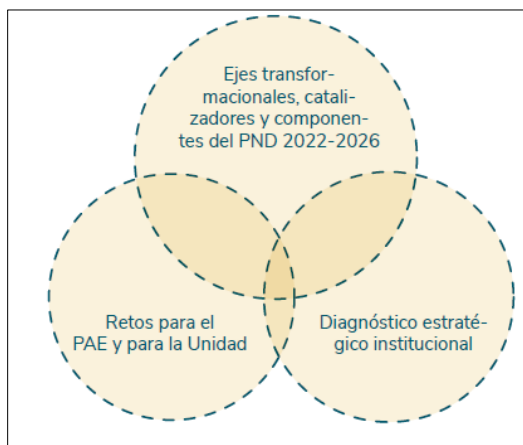 Ejes transfor-
macionales, catali-
zadores y componen-
tes del PND 2022-2026
Retos para el
PAE y para la Unidad
Diagnóstico estraté-
gico institucional